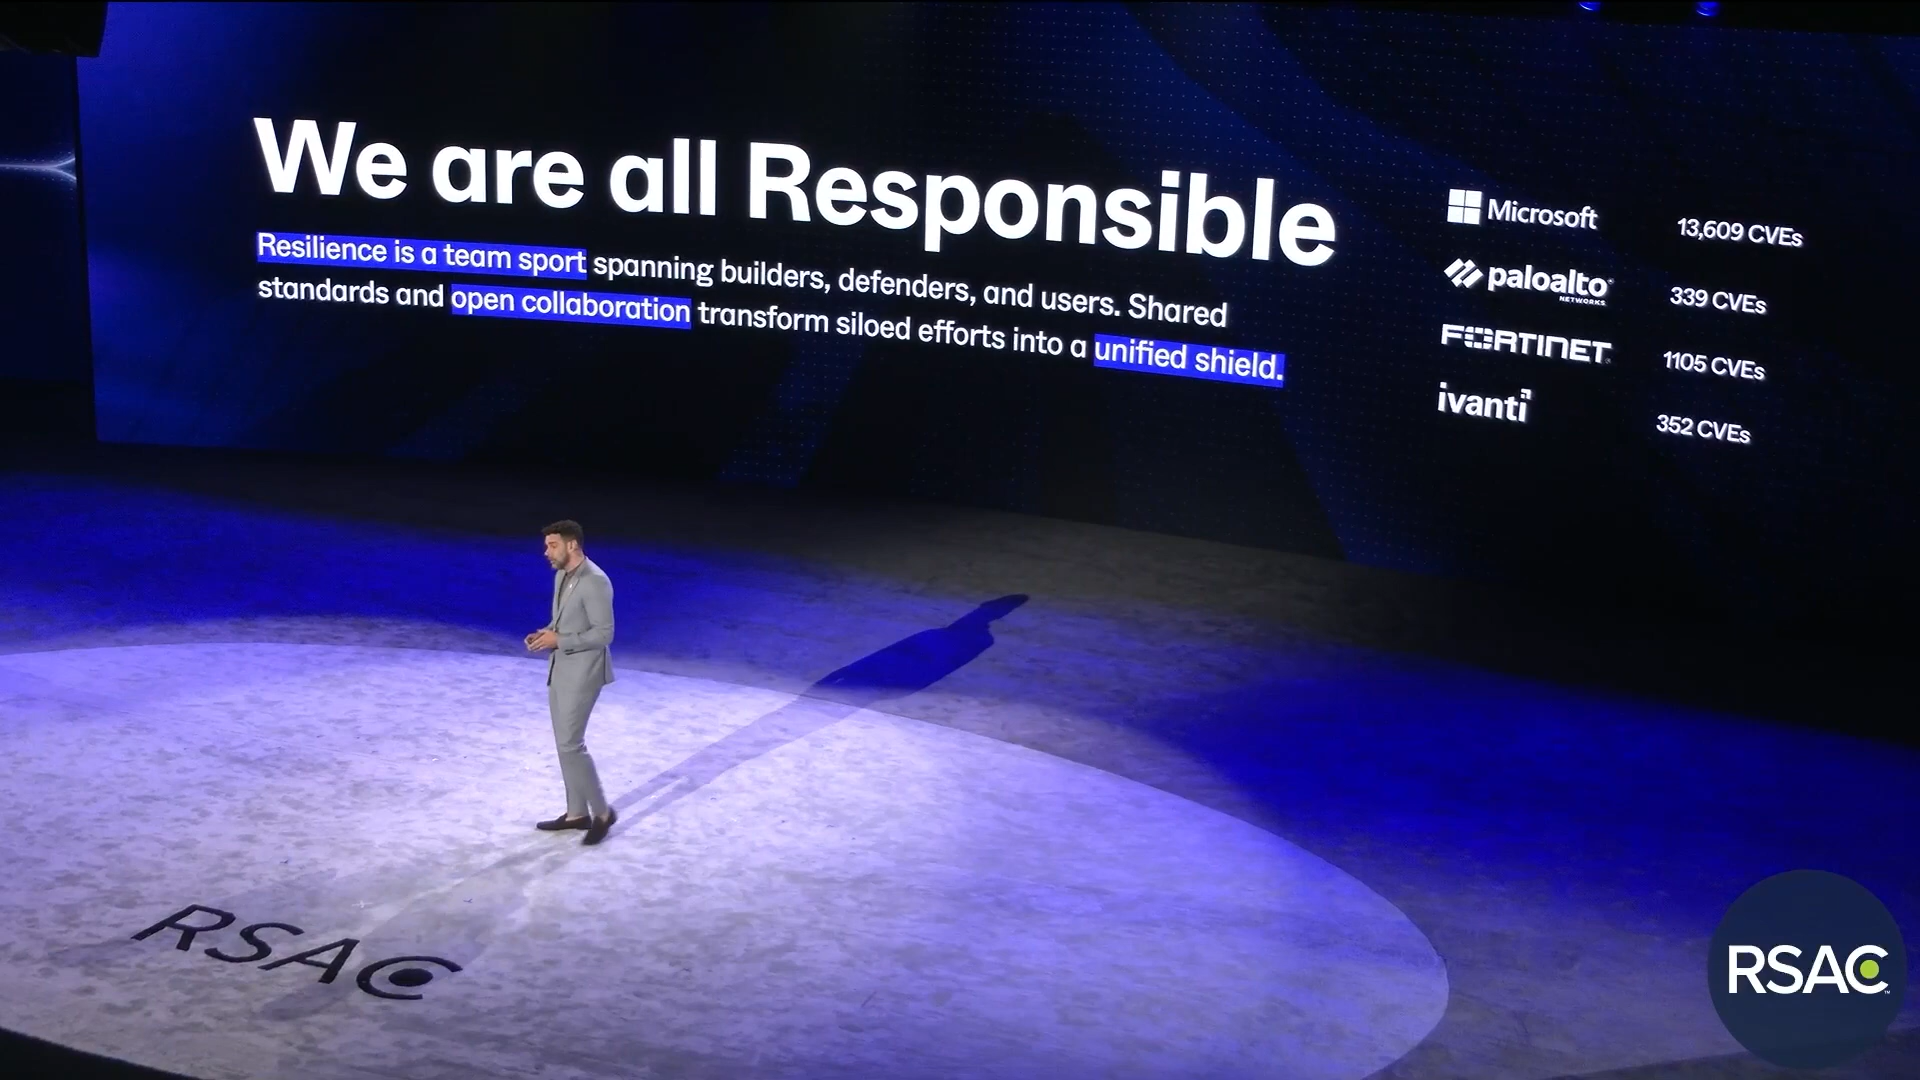 We are all Responsible
Resilience is a team sport spanning builders, defenders, and users. Shared
standards and open collaboration transform siloed efforts into a unified shield.
Microsoft 13,609 CVEs
paloalto NETWORKS 339 CVEs
FORTINET 1105 CVEs
ivanti 352 CVEs
RSAC
RSAC